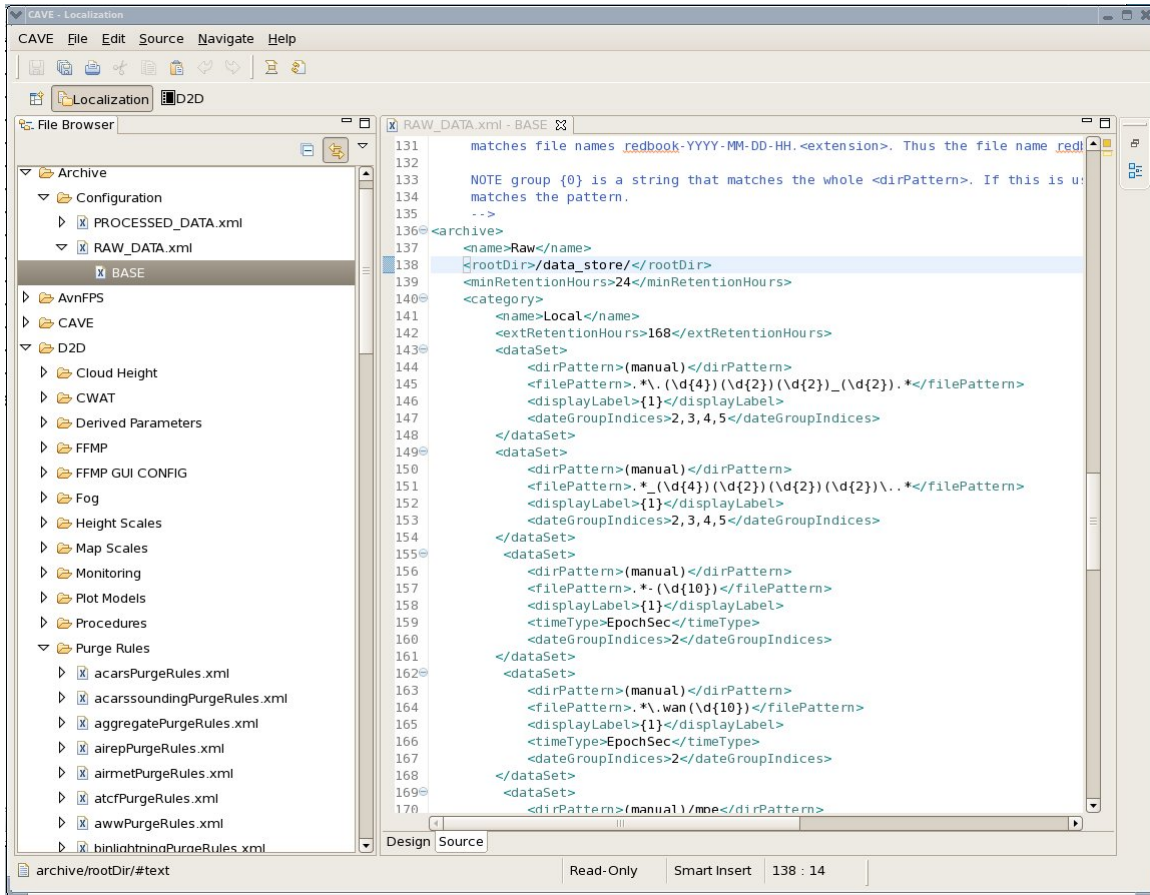 CAVE - Localization
CAVE File Edit Source Navigate Help
Localization D2D
File Browser
Archive
Configuration
PROCESSED_DATA.xml
RAW_DATA.xml
BASE
AvnFPS
CAVE
D2D
Cloud Height
CWAT
Derived Parameters
FFMP
FFMP GUI CONFIG
Fog
Height Scales
Map Scales
Monitoring
Plot Models
Procedures
Purge Rules
acarsPurgeRules.xml
acarssoundingPurgeRules.xml
aggregatePurgeRules.xml
airepPurgeRules.xml
airmetPurgeRules.xml
atcfPurgeRules.xml
awwPurgeRules.xml
binlightningPurgeRules.xml
RAW_DATA.xml - BASE
131 matches file names redbook-YYYY-MM-DD-HH.<extension>. Thus the file name
132
133 NOTE group {0} is a string that matches the whole <dirPattern>. If this is
134 matches the pattern.
135 -->
136 <archive>
137 <name>Raw</name>
138 <rootDir>/data_store/</rootDir>
139 <minRetentionHours>24</minRetentionHours>
140 <category>
141 <name>Local</name>
142 <extRetentionHours>168</extRetentionHours>
143 <dataSet>
144 <dirPattern>(manual)</dirPattern>
145 <filePattern>.*\.(\d{4})(\d{2})(\d{2})_(\d{2}).*</filePattern>
146 <displayLabel>{1}</displayLabel>
147 <dateGroupIndices>2,3,4,5</dateGroupIndices>
148 </dataSet>
149 <dataSet>
150 <dirPattern>(manual)</dirPattern>
151 <filePattern>.*_(\d{4})(\d{2})(\d{2})(\d{2})\..*</filePattern>
152 <displayLabel>{1}</displayLabel>
153 <dateGroupIndices>2,3,4,5</dateGroupIndices>
154 </dataSet>
155 <dataSet>
156 <dirPattern>(manual)</dirPattern>
157 <filePattern>.*-(\d{10})</filePattern>
158 <displayLabel>{1}</displayLabel>
159 <timeType>EpochSec</timeType>
160 <dateGroupIndices>2</dateGroupIndices>
161 </dataSet>
162 <dataSet>
163 <dirPattern>(manual)</dirPattern>
164 <filePattern>.*\.wan(\d{10})</filePattern>
165 <displayLabel>{1}</displayLabel>
166 <timeType>EpochSec</timeType>
167 <dateGroupIndices>2</dateGroupIndices>
168 </dataSet>
169 <dataSet>
170 <dirPattern>(manual)/mpe</dirPattern>
Design Source
archive/rootDir/#text Read-Only Smart Insert 138 : 14